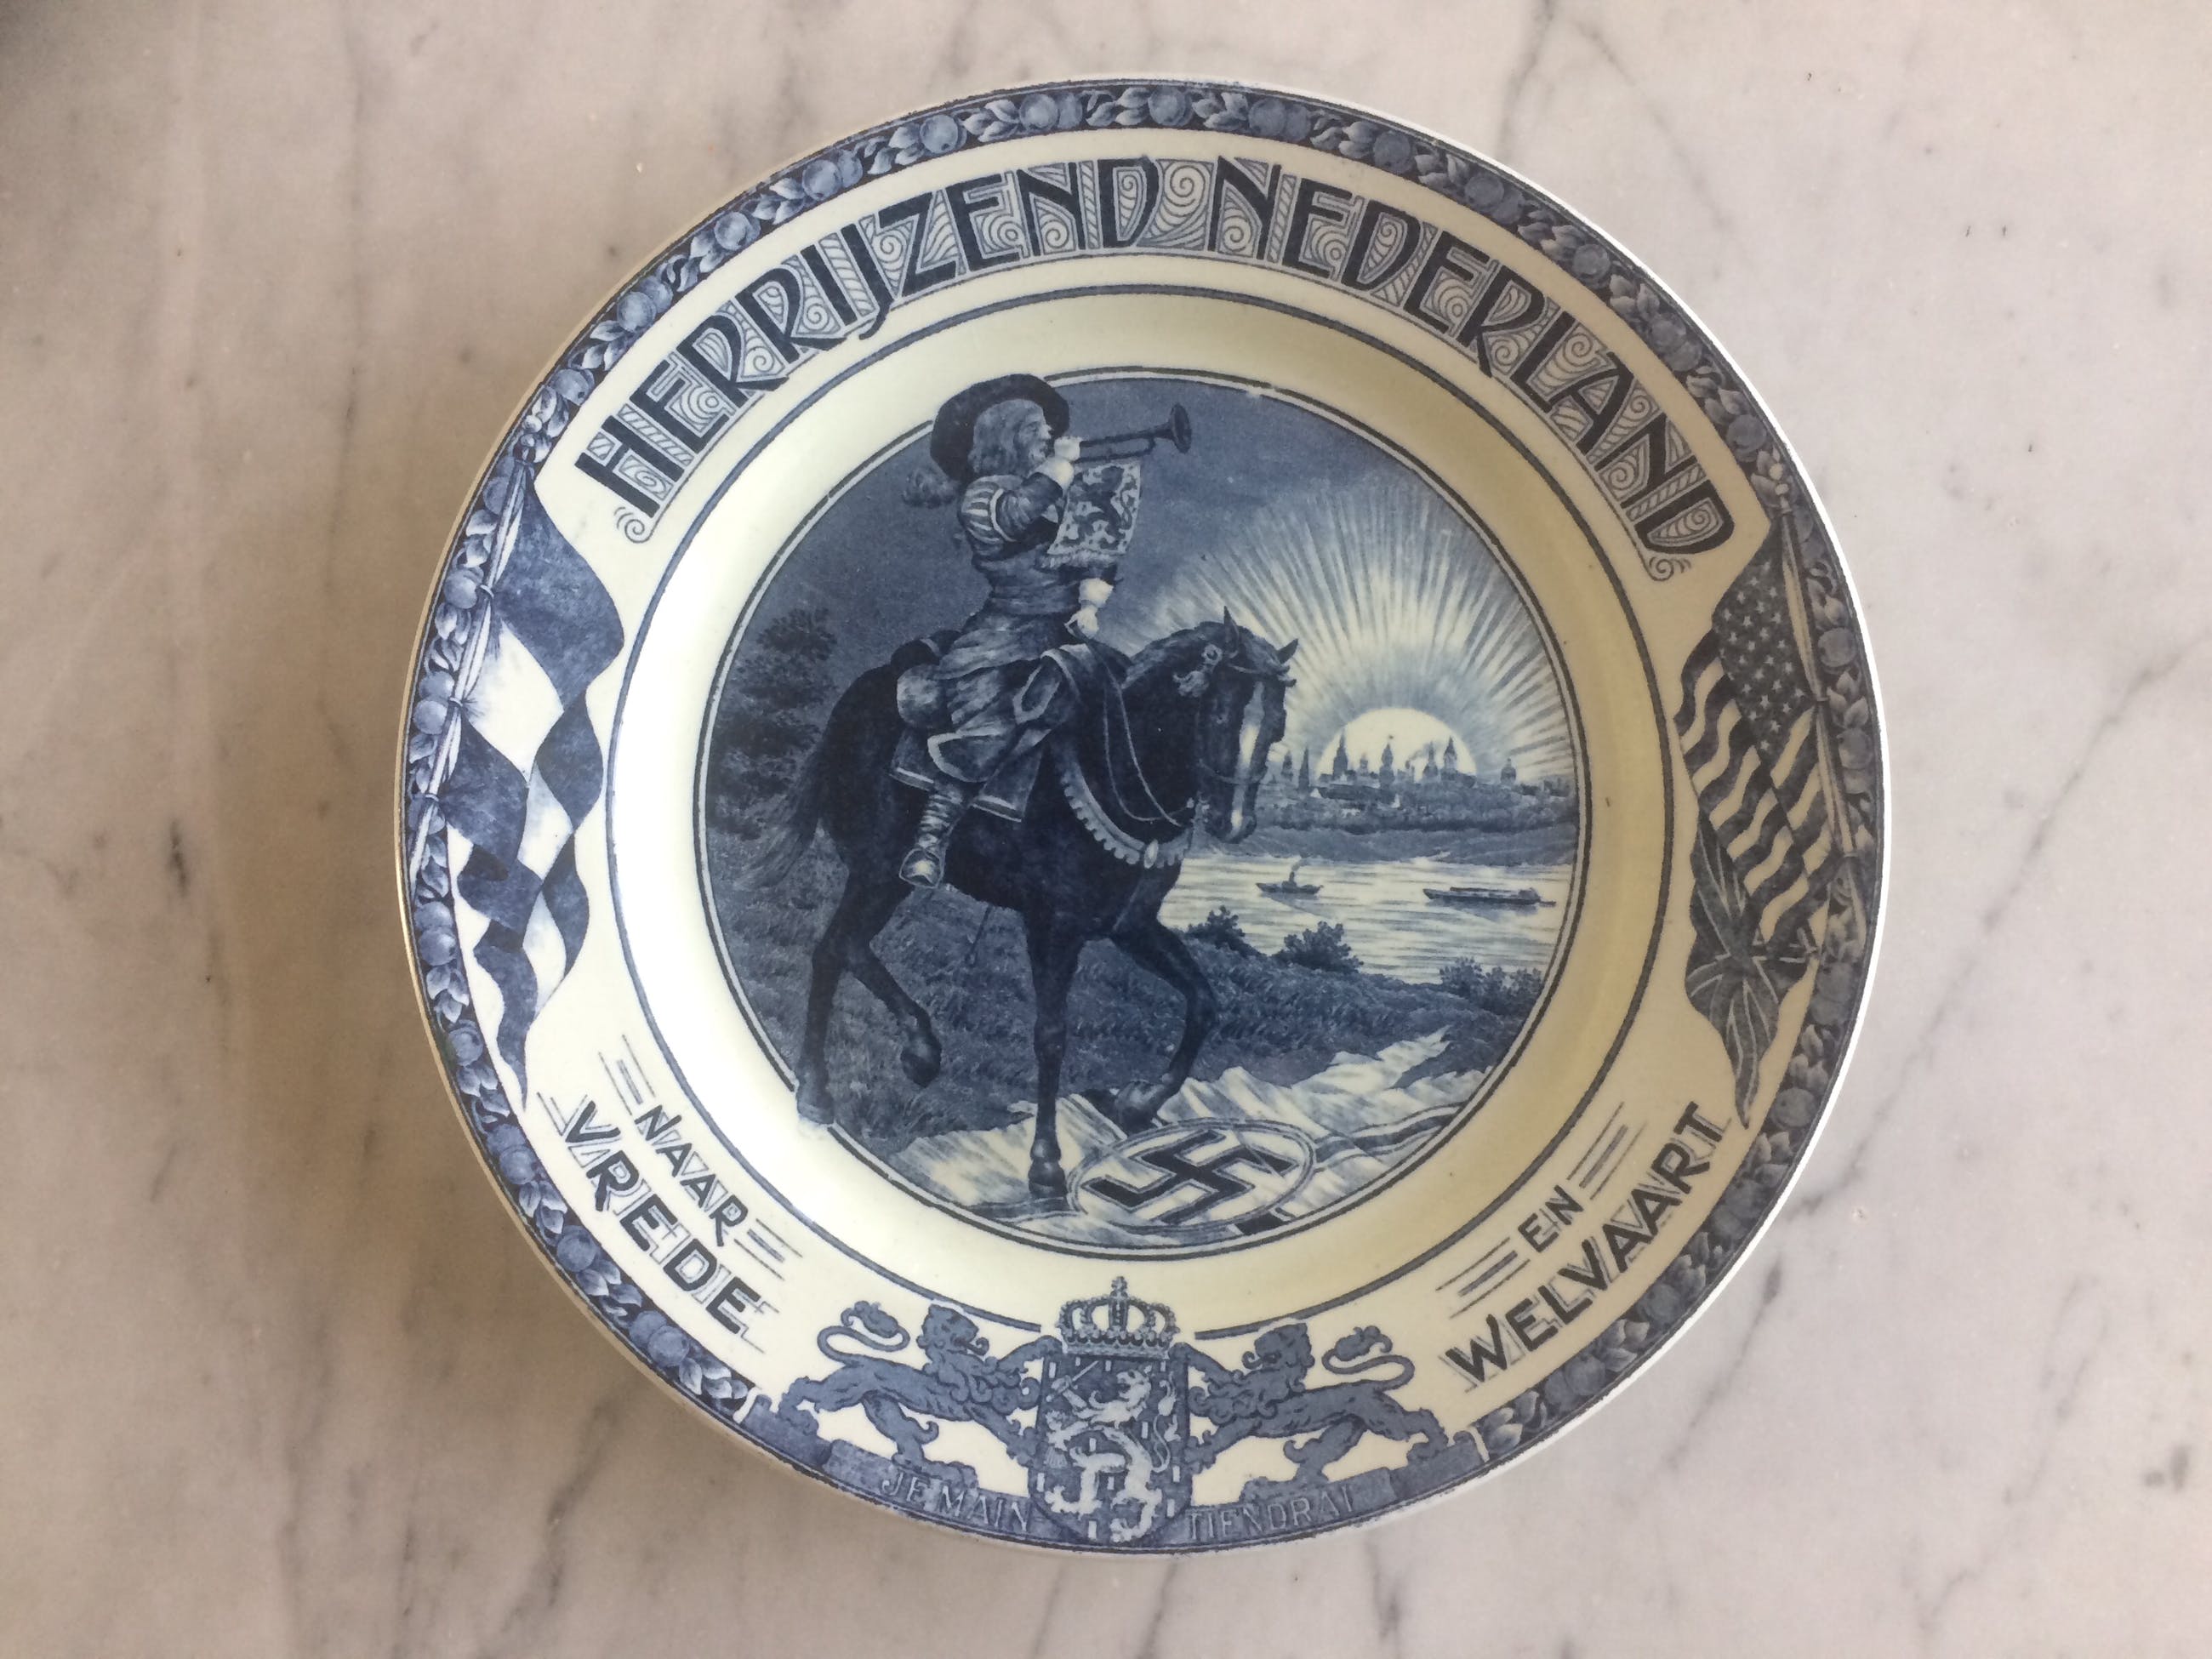 HERRIJZEND NEDERLAND
NAAR
VREDE
EN
WELVAART
JE MAIN TIENDRAI